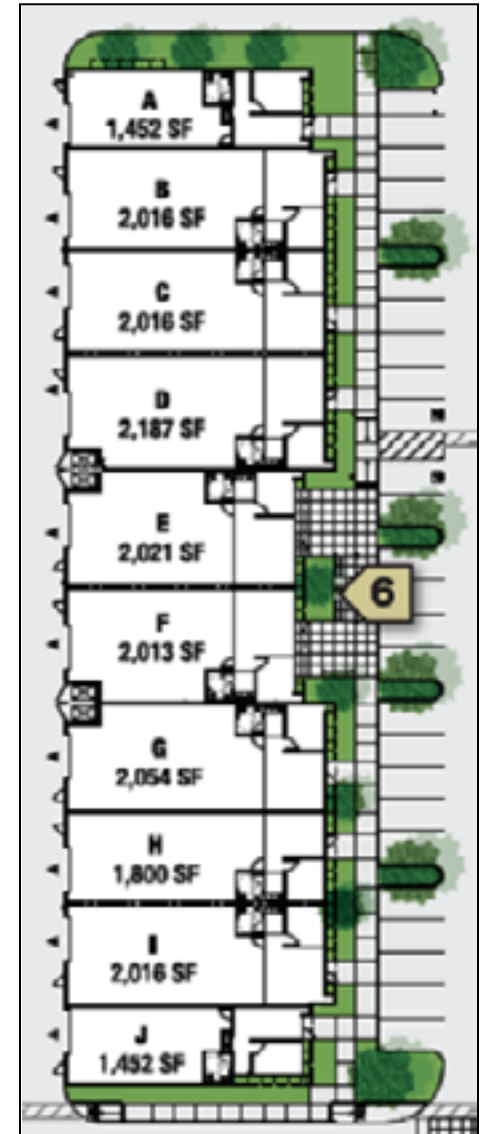 A
1,452 SF
B
2,016 SF
C
2,016 SF
D
2,187 SF
E
2,021 SF
6
F
2,013 SF
G
2,054 SF
H
1,800 SF
I
2,016 SF
J
1,452 SF